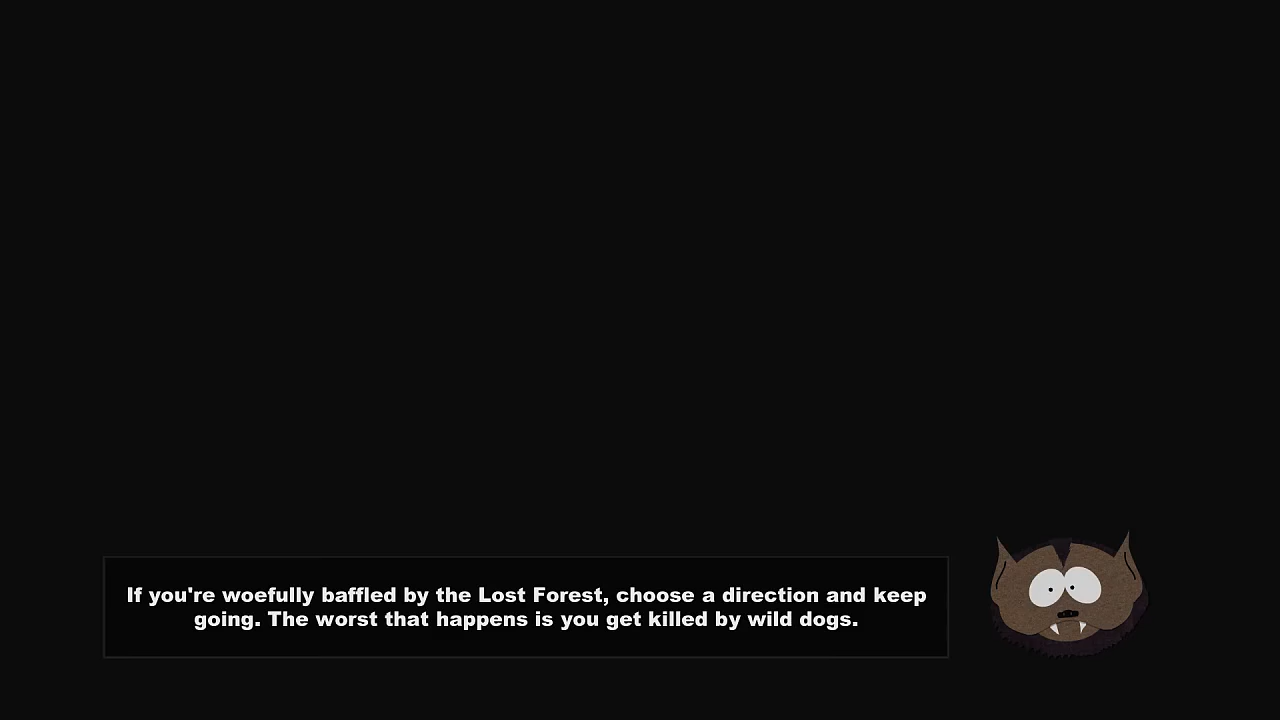 If you're woefully baffled by the Lost Forest, choose a direction and keep
going. The worst that happens is you get killed by wild dogs.